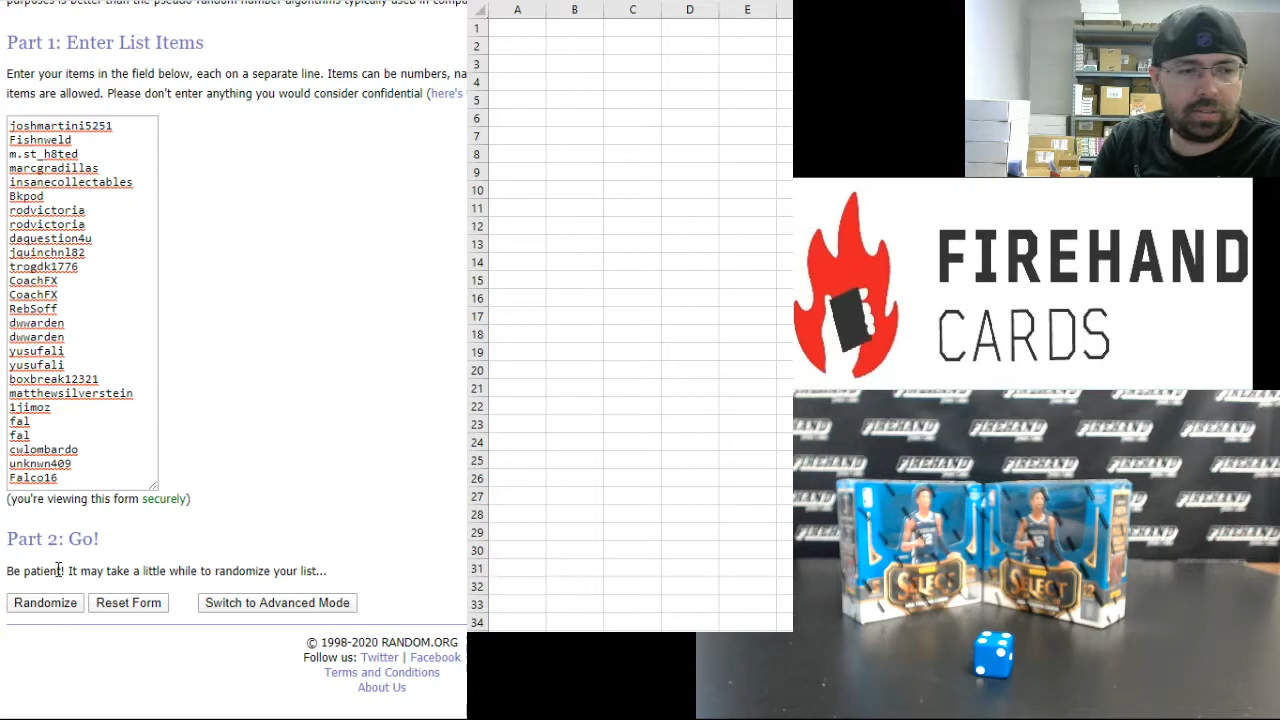 Part 1: Enter List Items
Enter your items in the field below, each on a separate line. Items can be numbers, na
items are allowed. Please don't enter anything you would consider confidential (here's
joshmartini5251
Fishnweld
m.st_h8ted
marcgradillas
insanecollectables
Bkpod
rodvictoria
rodvictoria
daquestion4u
jguinchnl82
trogdk1776
CoachFX
CoachFX
RebSoff
dwwarden
dwwarden
yusufali
yusufali
boxbreak12321
matthewsilverstein
1jimoz
fal
fal
cwlombardo
unknwn409
Falco16
(you're viewing this form securely)
Part 2: Go!
Be patient! It may take a little while to randomize your list...
Randomize Reset Form Switch to Advanced Mode
© 1998-2020 RANDOM.ORG
Follow us: Twitter | Facebook
Terms and Conditions
About Us
A B C D E
1
2
3
4
5
6
7
8
9
10
11
12
13
14
15
16
17
18
19
20
21
22
23
24
25
26
27
28
29
30
31
32
33
34
FIREHAND
CARDS
FIREHAND
FIREHAND
FIREHAND
SELECT
SELECT